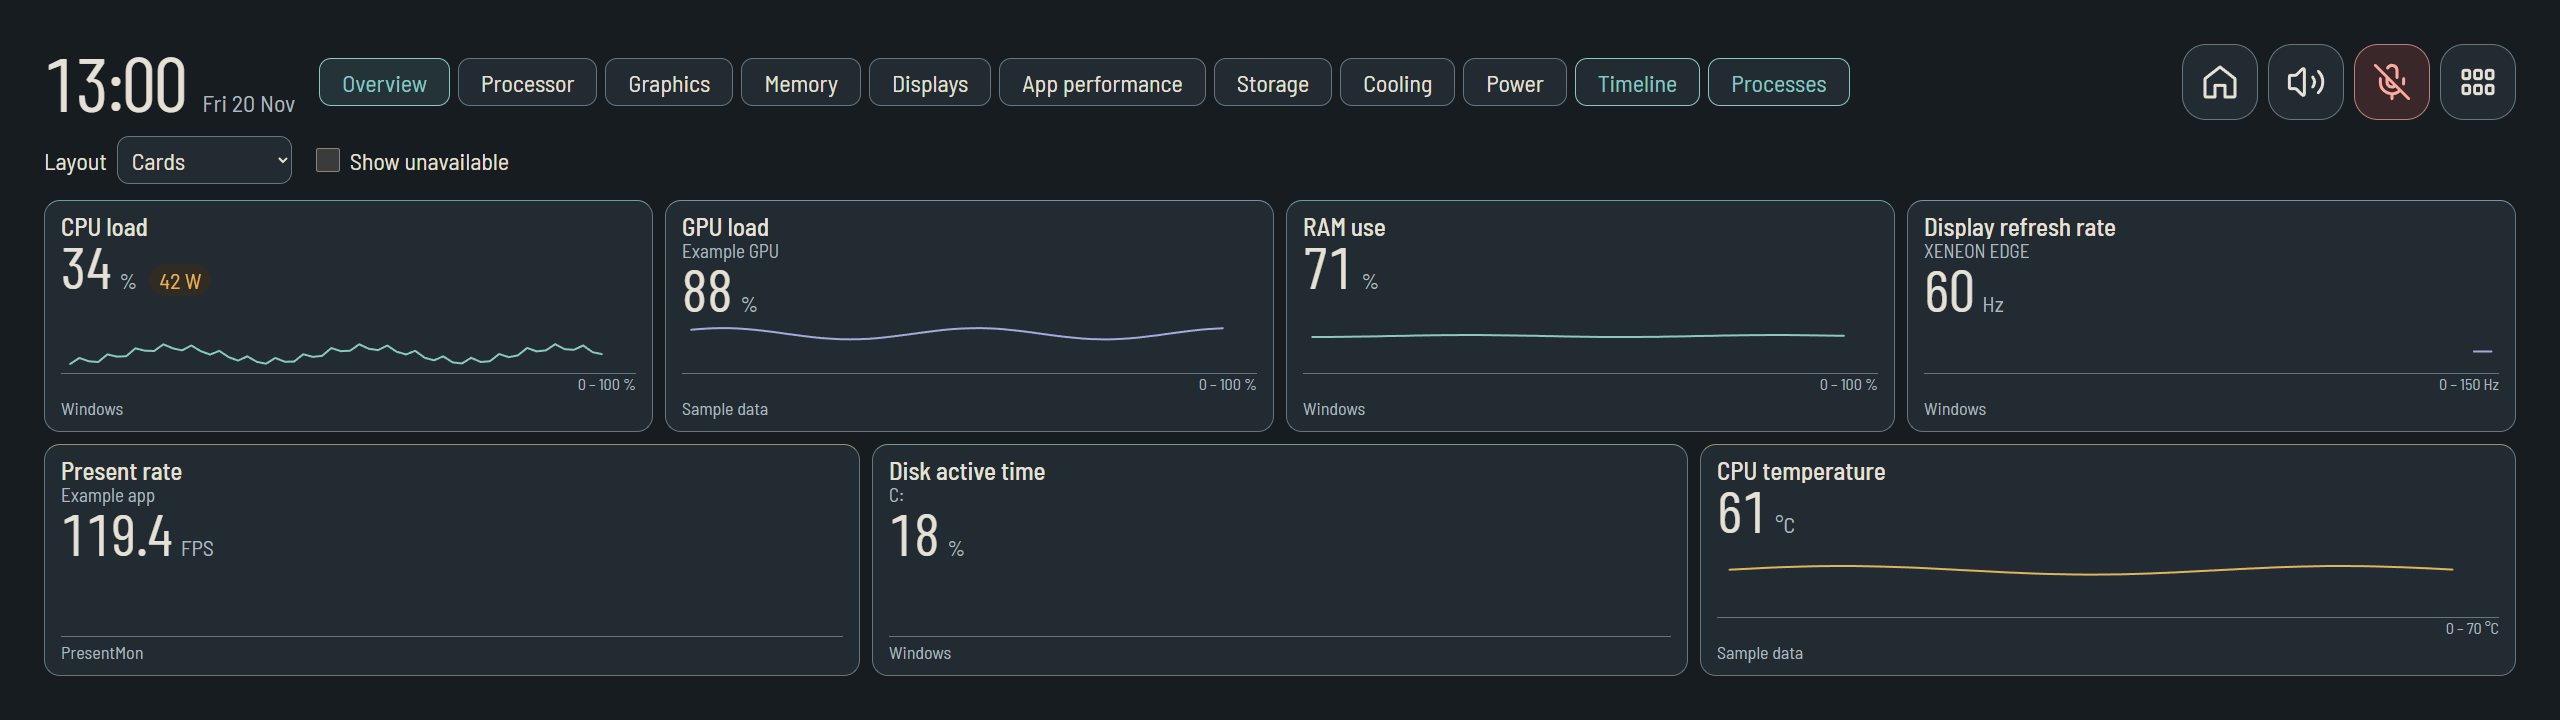 13:00 Fri 20 Nov Overview Processor Graphics Memory Displays App performance Storage Cooling Power Timeline Processes
Layout Cards Show unavailable
CPU load
34 % 42 W
0 – 100 %
Windows
GPU load
Example GPU
88 %
0 – 100 %
Sample data
RAM use
71 %
0 – 100 %
Windows
Display refresh rate
XENEON EDGE
60 Hz
0 – 150 Hz
Windows
Present rate
Example app
119.4 FPS
PresentMon
Disk active time
C:
18 %
Windows
CPU temperature
61 °C
0 – 70 °C
Sample data